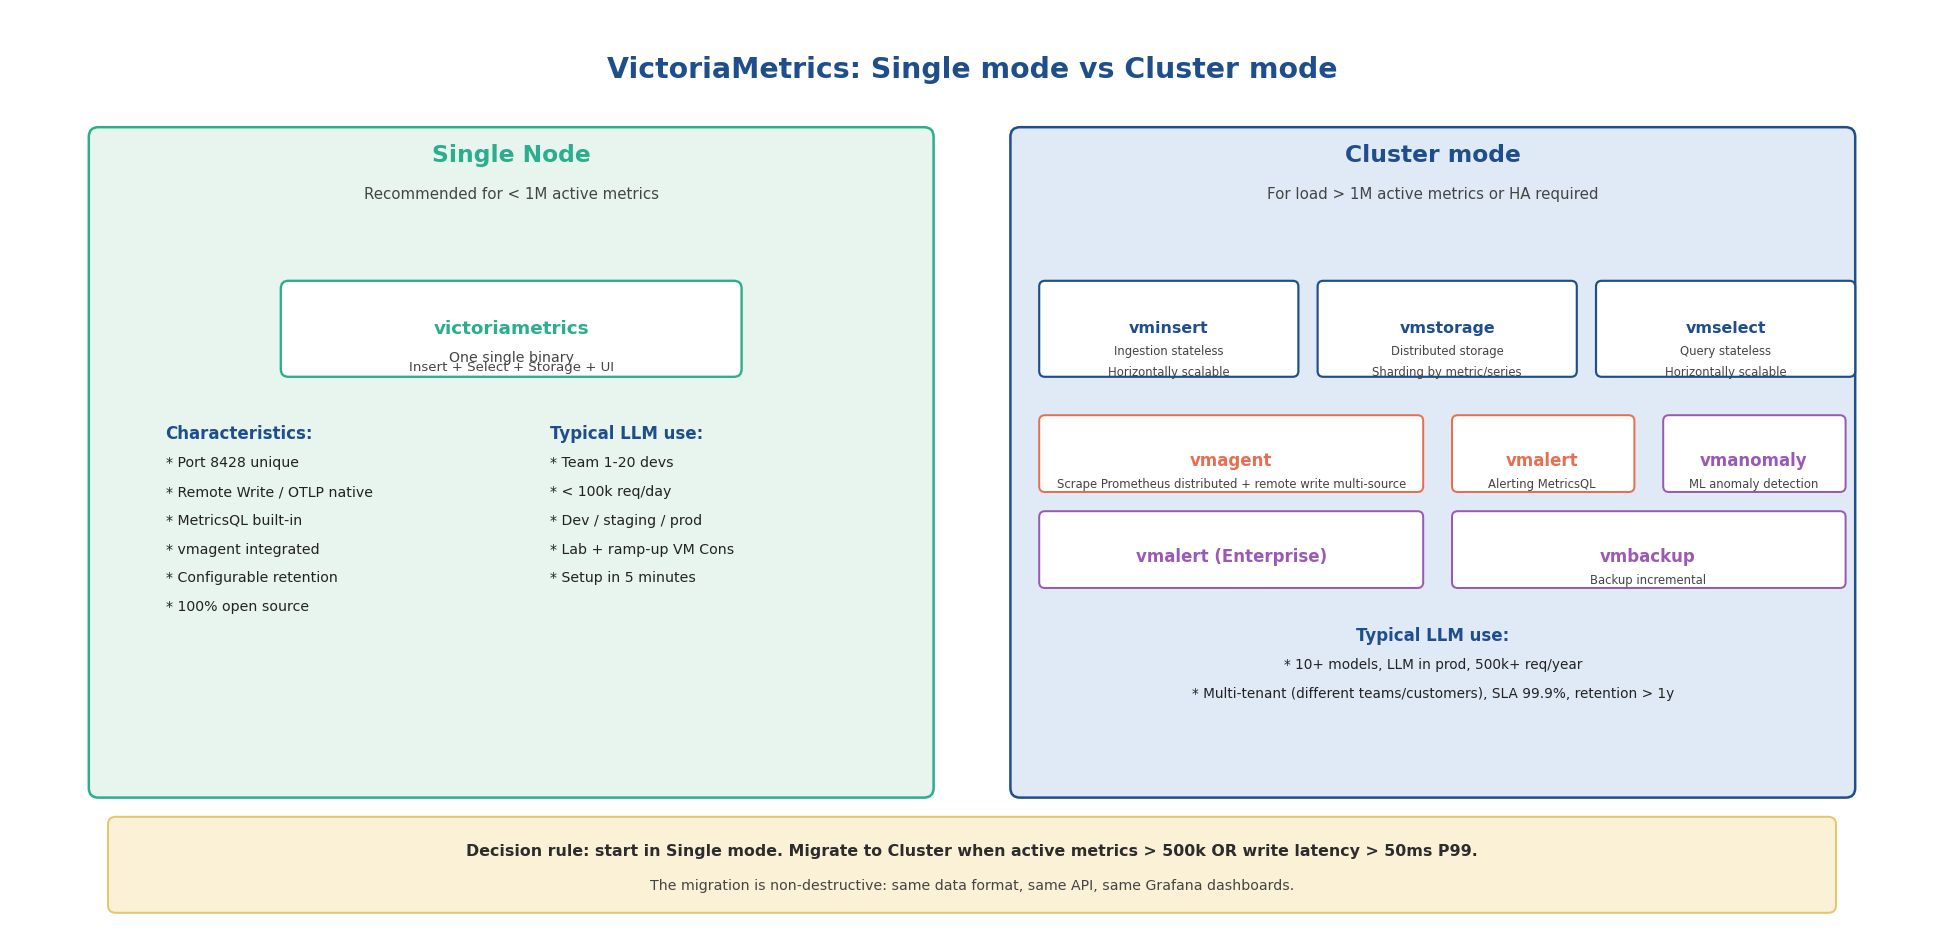 VictoriaMetrics: Single mode vs Cluster mode
Single Node
Recommended for < 1M active metrics
victoriametrics
One single binary
Insert + Select + Storage + UI
Characteristics:
* Port 8428 unique
* Remote Write / OTLP native
* MetricsQL built-in
* vmagent integrated
* Configurable retention
* 100% open source
Typical LLM use:
* Team 1-20 devs
* < 100k req/day
* Dev / staging / prod
* Lab + ramp-up VM Cons
* Setup in 5 minutes
Cluster mode
For load > 1M active metrics or HA required
vminsert
Ingestion stateless
Horizontally scalable
vmstorage
Distributed storage
Sharding by metric/series
vmselect
Query stateless
Horizontally scalable
vmagent
Scrape Prometheus distributed + remote write multi-source
vmalert
Alerting MetricsQL
vmanomaly
ML anomaly detection
vmalert (Enterprise)
vmbackup
Backup incremental
Typical LLM use:
* 10+ models, LLM in prod, 500k+ req/year
* Multi-tenant (different teams/customers), SLA 99.9%, retention > 1y
Decision rule: start in Single mode. Migrate to Cluster when active metrics > 500k OR write latency > 50ms P99.
The migration is non-destructive: same data format, same API, same Grafana dashboards.